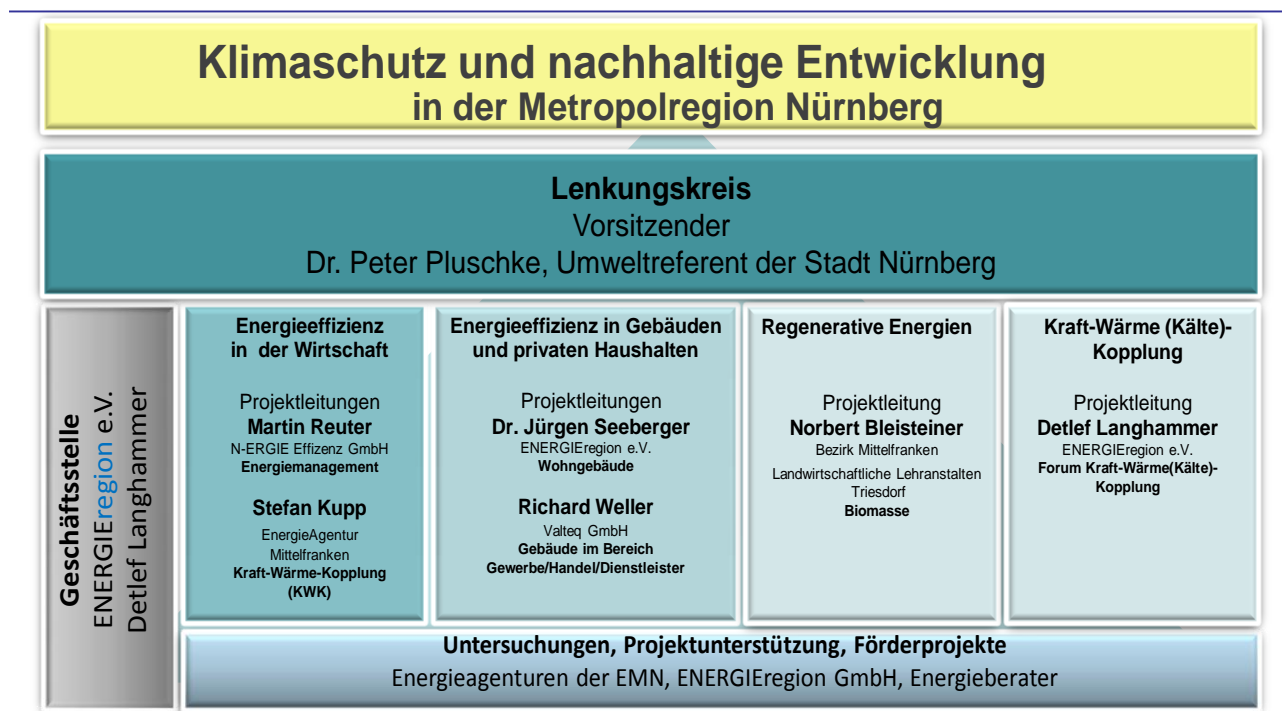 Klimaschutz und nachhaltige Entwicklung
in der Metropolregion Nürnberg
Lenkungskreis
Vorsitzender
Dr. Peter Pluschke, Umweltreferent der Stadt Nürnberg
Geschäftsstelle
ENERGIEregion e.V.
Detlef Langhammer
Energieeffizienz
in der Wirtschaft
Projektleitungen
Martin Reuter
N-ERGIE Effizenz GmbH
Energiemanagement
Stefan Kupp
EnergieAgentur
Mittelfranken
Kraft-Wärme-Kopplung
(KWK)
Energieeffizienz in Gebäuden
und privaten Haushalten
Projektleitungen
Dr. Jürgen Seeberger
ENERGIEregion e.V.
Wohngebäude
Richard Weller
Valteq GmbH
Gebäude im Bereich
Gewerbe/Handel/Dienstleister
Regenerative Energien
Projektleitung
Norbert Bleisteiner
Bezirk Mittelfranken
Landwirtschaftliche Lehranstalten
Triesdorf
Biomasse
Kraft-Wärme (Kälte)-
Kopplung
Projektleitung
Detlef Langhammer
ENERGIEregion e.V.
Forum Kraft-Wärme(Kälte)-
Kopplung
Untersuchungen, Projektunterstützung, Förderprojekte
Energieagenturen der EMN, ENERGIEregion GmbH, Energieberater